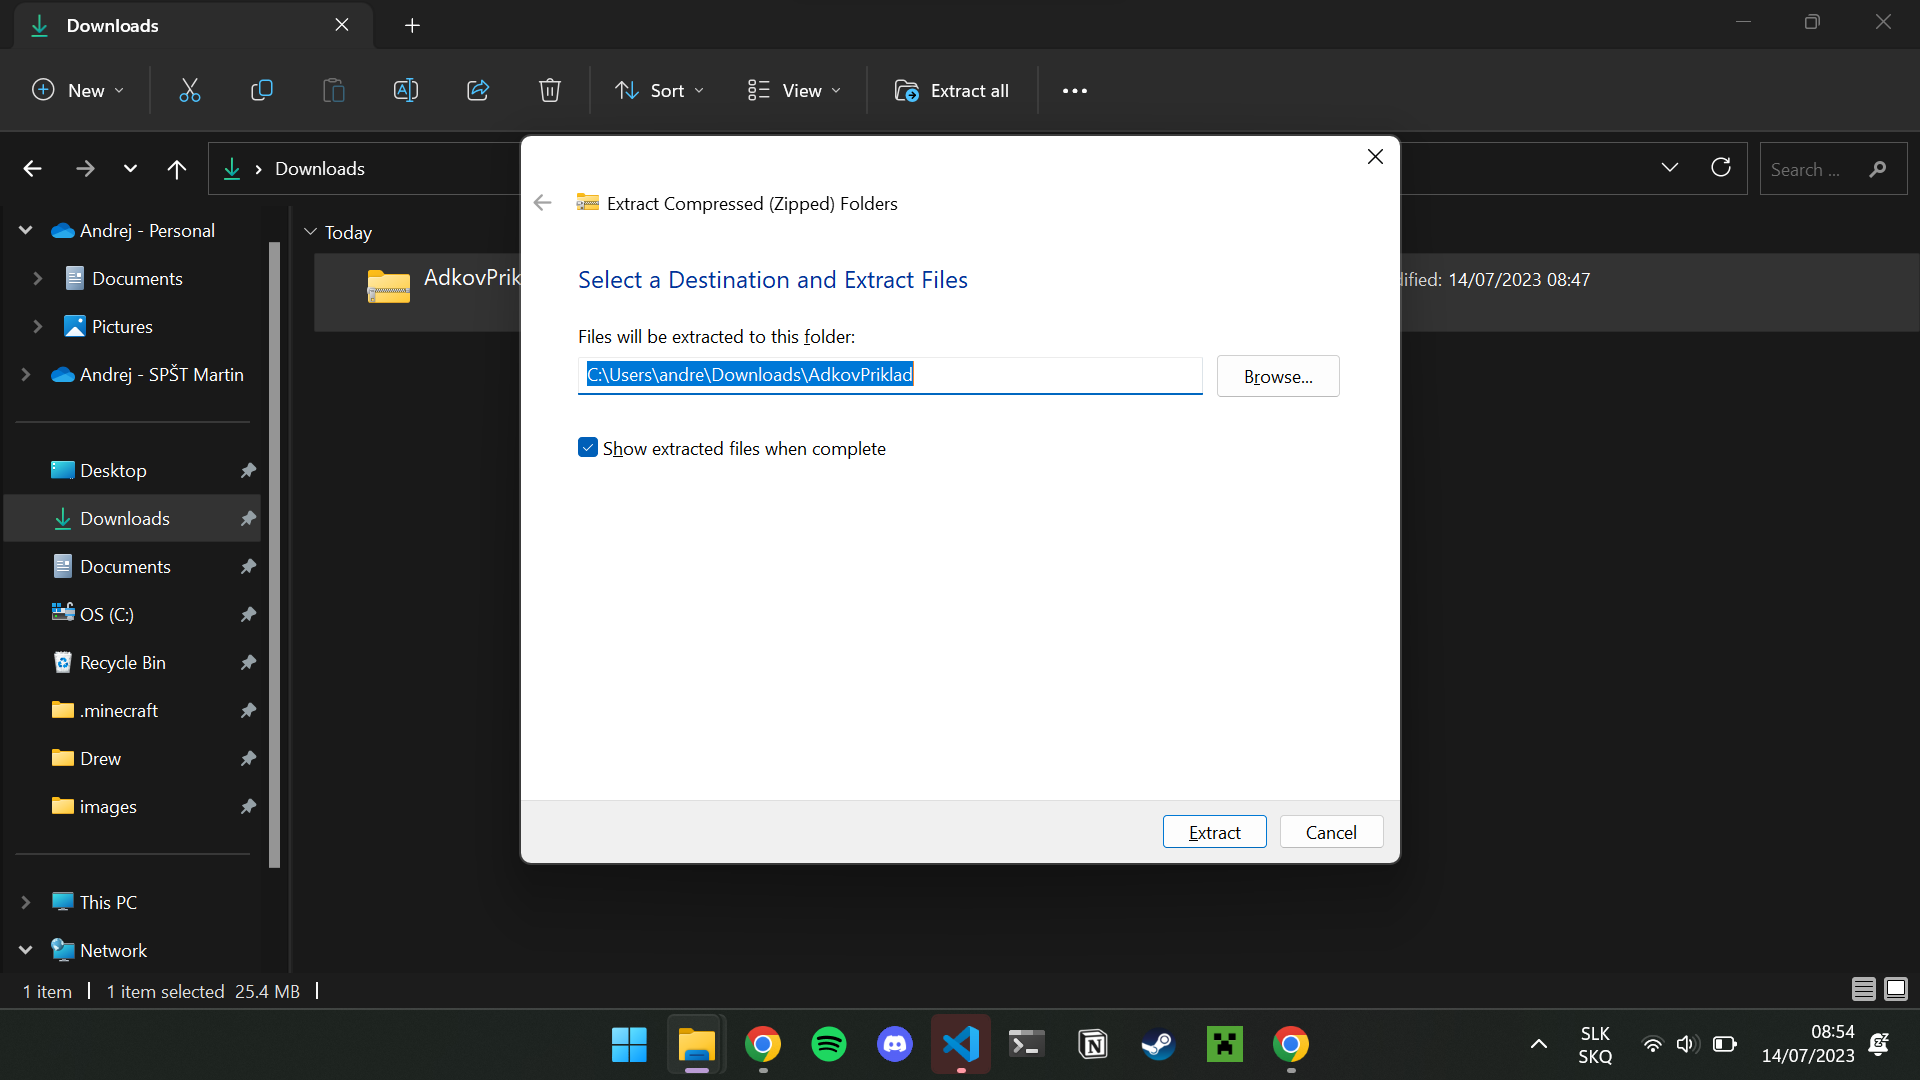 Downloads
New
Sort
View
Extract all
Downloads
Search ...
Andrej - Personal
Documents
Pictures
Andrej - SPŠT Martin
Desktop
Downloads
Documents
OS (C:)
Recycle Bin
.minecraft
Drew
images
This PC
Network
Today
AdkovPrik
dified: 14/07/2023 08:47
Extract Compressed (Zipped) Folders
Select a Destination and Extract Files
Files will be extracted to this folder:
C:\Users\andre\Downloads\AdkovPriklad
Browse...
Show extracted files when complete
Extract
Cancel
1 item
1 item selected 25.4 MB
SLK
SKQ
08:54
14/07/2023